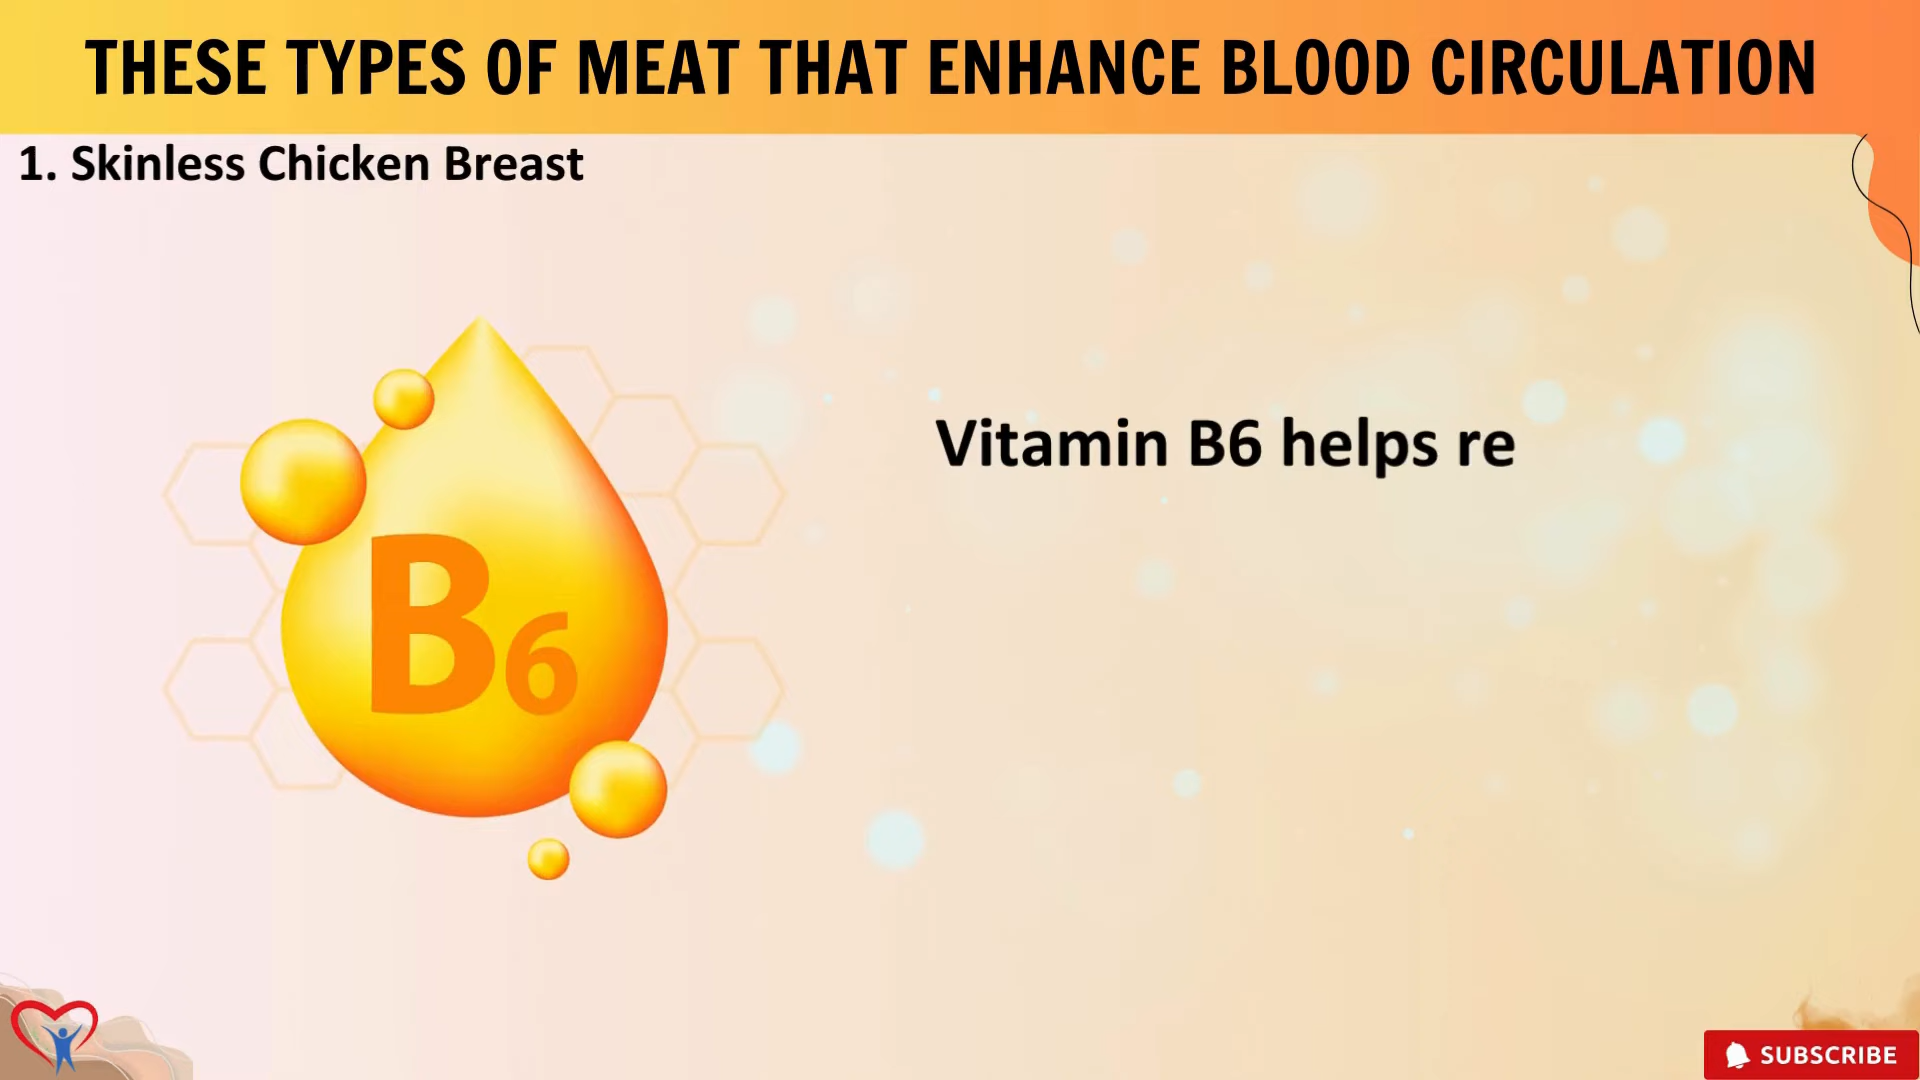 THESE TYPES OF MEAT THAT ENHANCE BLOOD CIRCULATION
1. Skinless Chicken Breast
Vitamin B6 helps re
B6
SUBSCRIBE